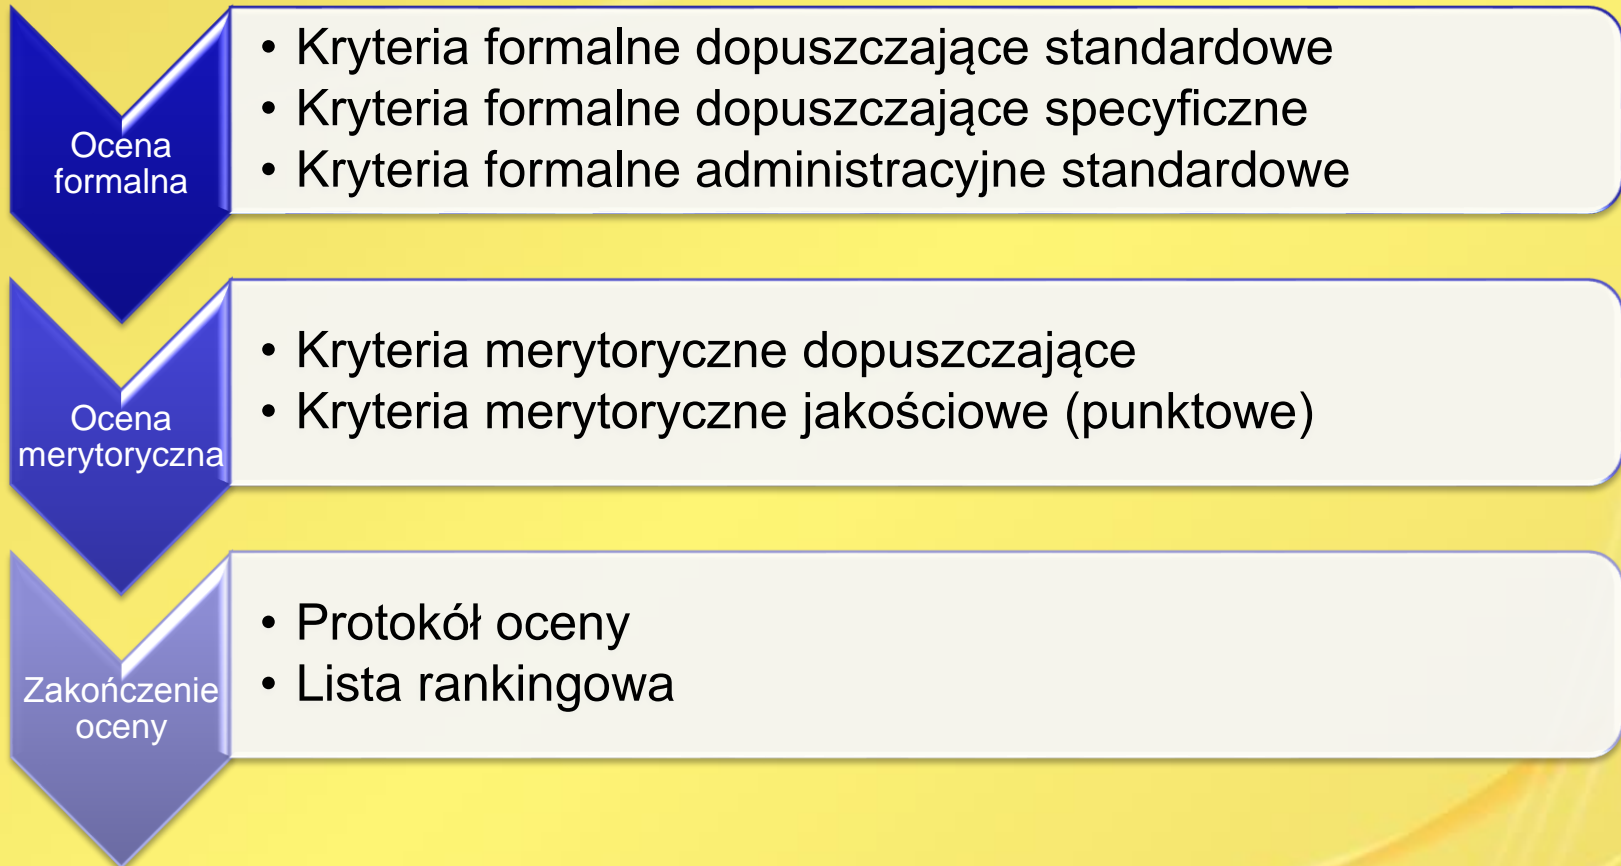 Ocena
formalna
• Kryteria formalne dopuszczające standardowe
• Kryteria formalne dopuszczające specyficzne
• Kryteria formalne administracyjne standardowe
Ocena
merytoryczna
• Kryteria merytoryczne dopuszczające
• Kryteria merytoryczne jakościowe (punktowe)
Zakończenie
oceny
• Protokół oceny
• Lista rankingowa